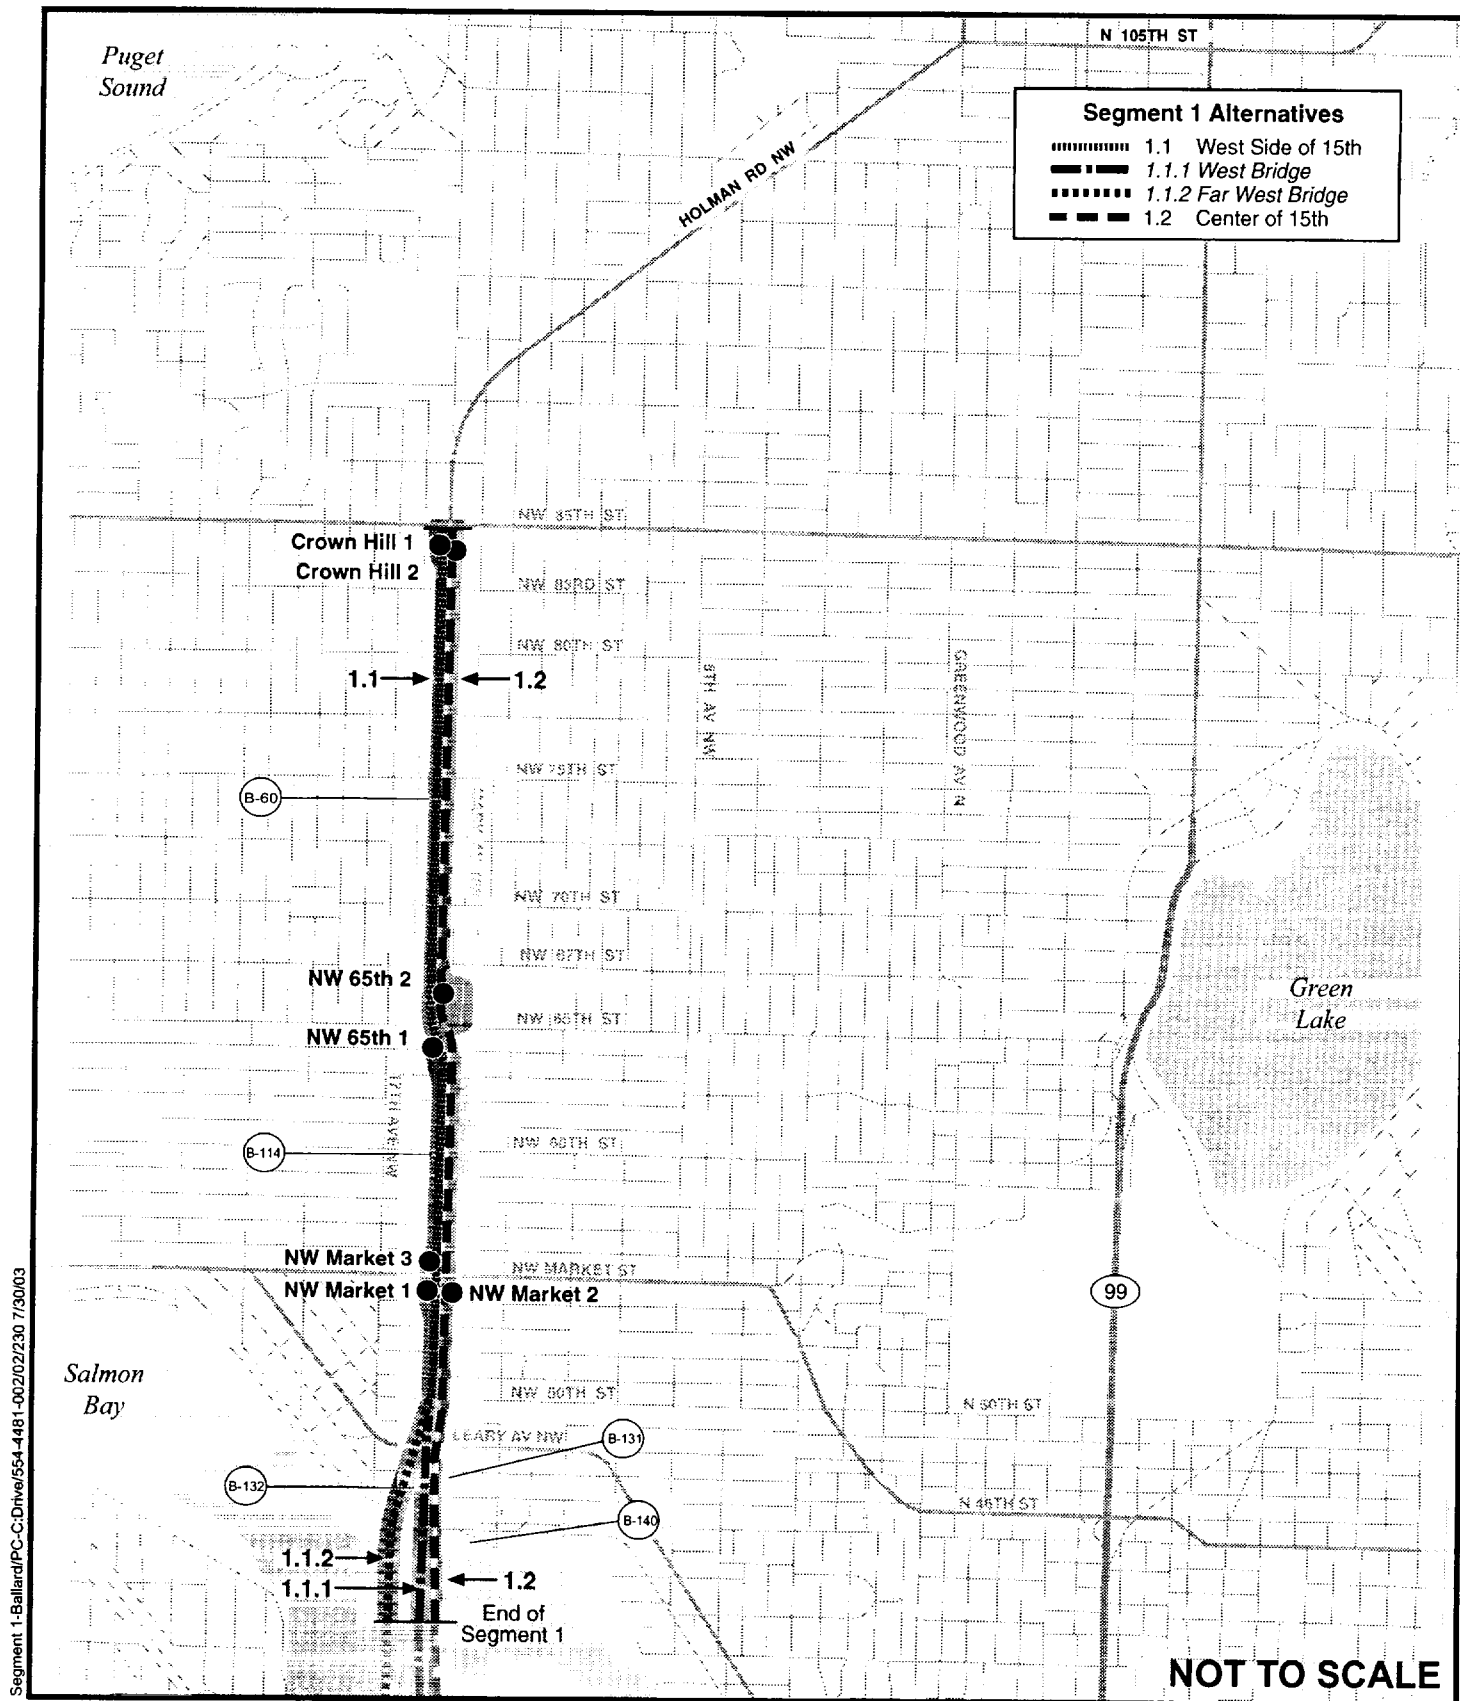 Puget
Sound
N 105TH ST
Segment 1 Alternatives
1.1 West Side of 15th
1.1.1 West Bridge
1.1.2 Far West Bridge
1.2 Center of 15th
HOLMAN RD NW
NW 85TH ST
Crown Hill 1
Crown Hill 2
NW 83RD ST
NW 80TH ST
1.1
1.2
8TH AV NW
GREENWOOD AV N
NW 75TH ST
B-60
NW 70TH ST
NW 67TH ST
NW 65th 2
Green
Lake
NW 65TH ST
NW 65th 1
17TH AVE NW
NW 60TH ST
B-114
NW Market 3
NW MARKET ST
NW Market 1
NW Market 2
99
Salmon
Bay
NW 50TH ST
N 50TH ST
LEARY AV NW
B-131
B-132
N 46TH ST
B-140
1.1.2
1.1.1
1.2
End of
Segment 1
NOT TO SCALE
Segment 1-Ballard/PC-C:Drive/554-4481-002/02/230 7/30/03